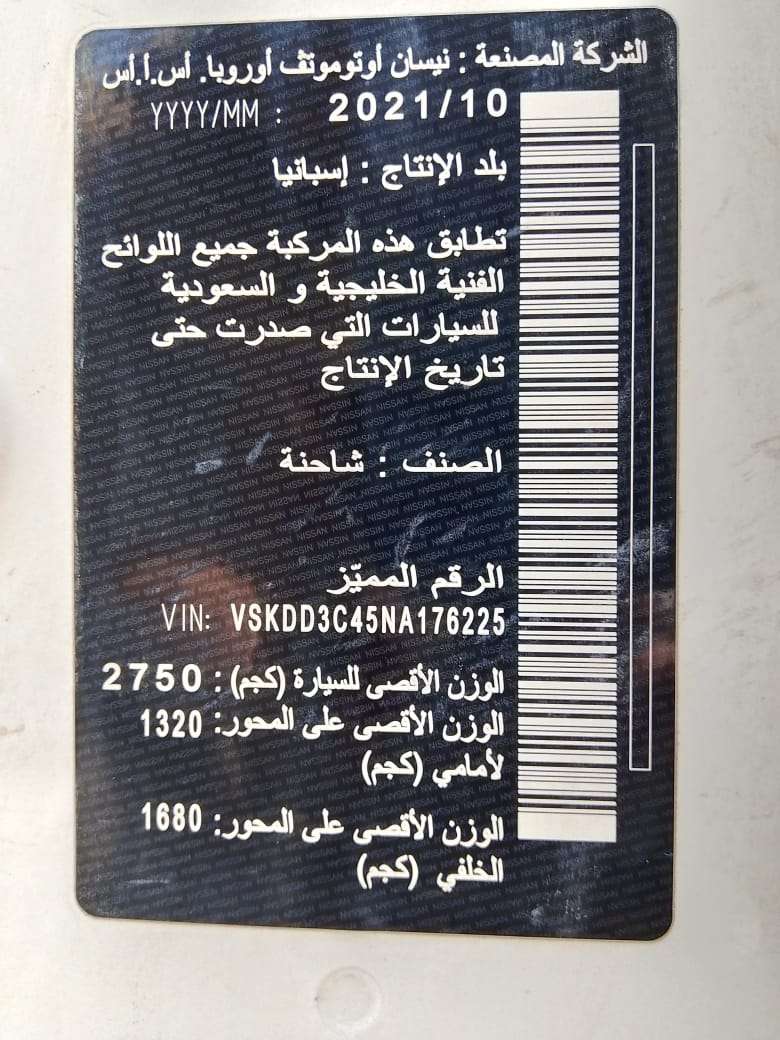 الشركة المصنعة : نيسان أوتوموتڤ أوروبا. أس.أ.أس
YYYY/MM : 2021/10
بلد الإنتاج : إسبانيا
تطابق هذه المركبة جميع اللوائح
الفنية الخليجية و السعودية
للسيارات التي صدرت حتى
تاريخ الإنتاج
الصنف : شاحنة
الرقم المميّز
VIN: VSKDD3C45NA176225
الوزن الأقصى للسيارة (كجم) : 2750
الوزن الأقصى على المحور: 1320
لأمامي (كجم)
الوزن الأقصى على المحور: 1680
الخلفي (كجم)